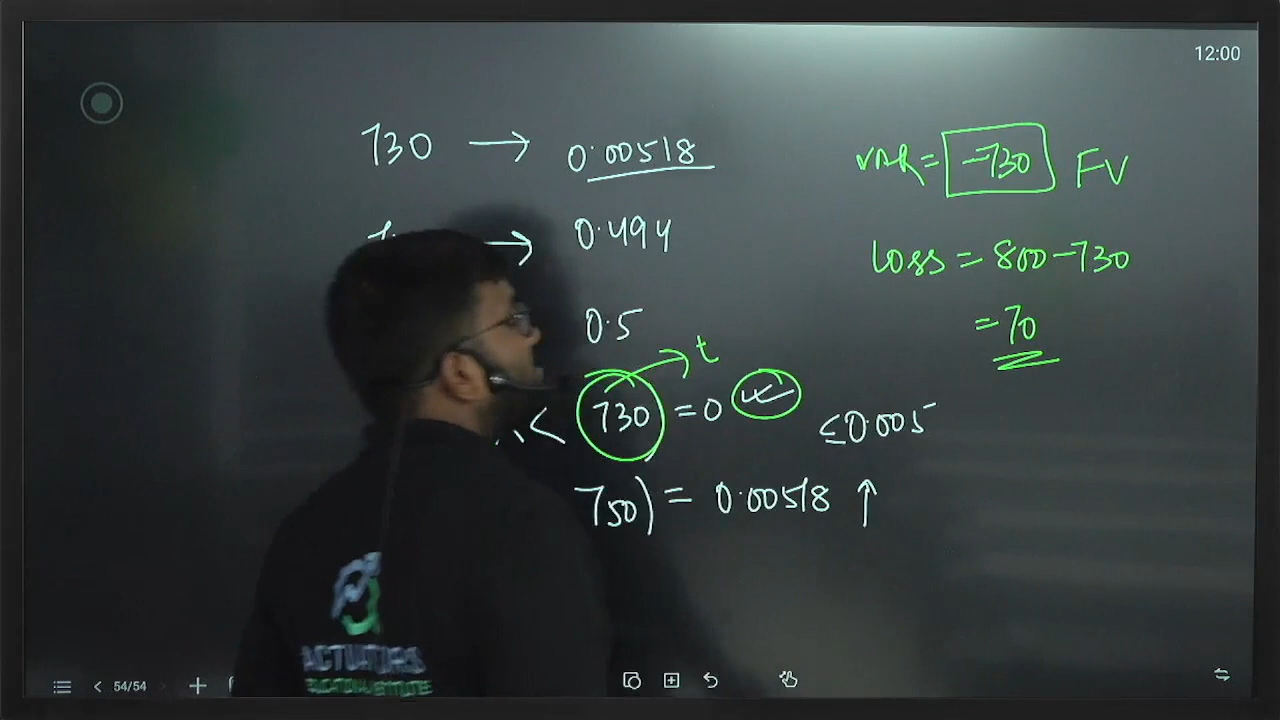 12:00
730 → 0.00518
VAR = -730 FV
→ 0.494
Loss = 800-730
0.5
= 70
t
< 730 = 0
≤0.005
750) = 0.00518 ↑
ACTUATORS
54/54